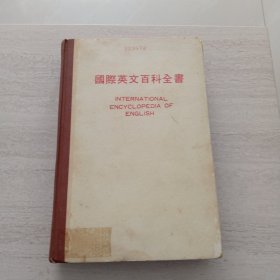 國際英文百科全書
INTERNATIONAL
ENCYCLOPEDIA OF
ENGLISH